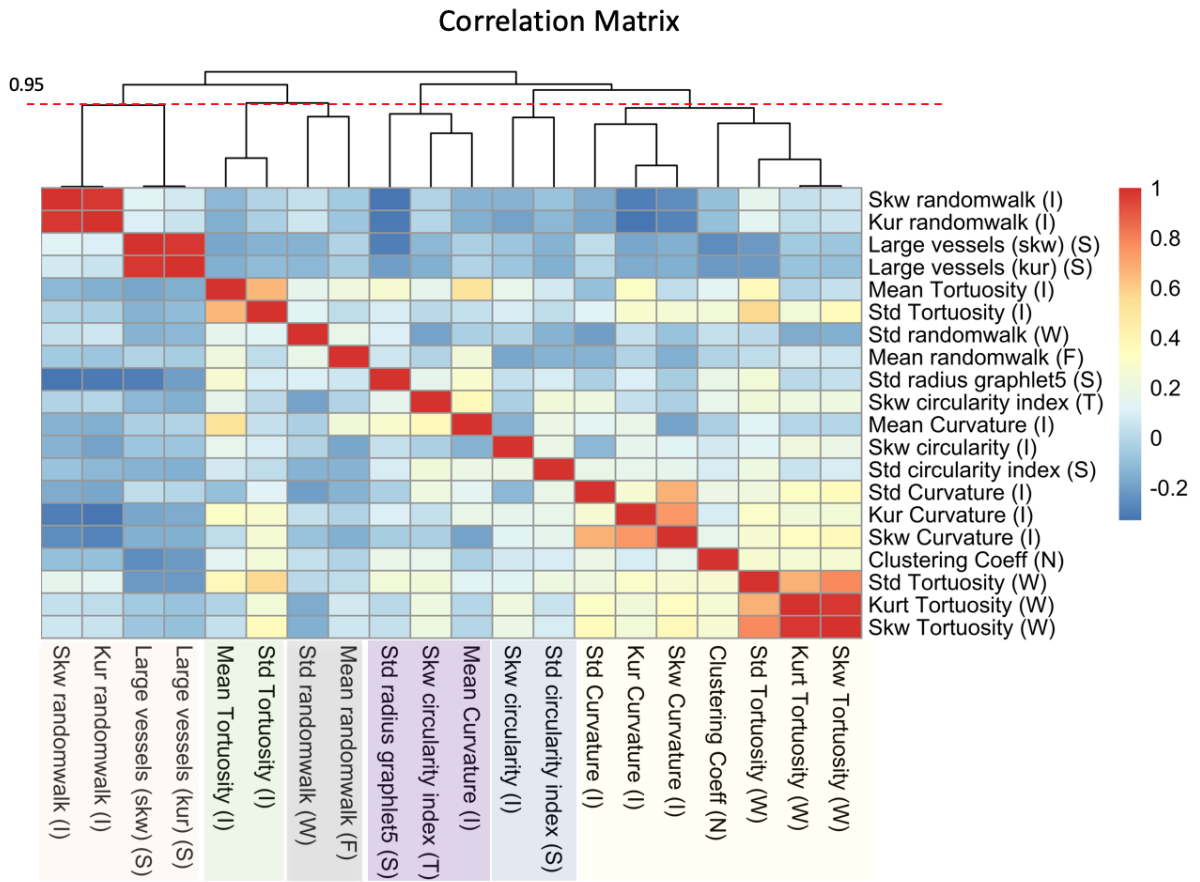 Correlation Matrix
0.95
Skw randomwalk (I)
Kur randomwalk (I)
Large vessels (skw) (S)
Large vessels (kur) (S)
Mean Tortuosity (I)
Std Tortuosity (I)
Std randomwalk (W)
Mean randomwalk (F)
Std radius graphlet5 (S)
Skw circularity index (T)
Mean Curvature (I)
Skw circularity (I)
Std circularity index (S)
Std Curvature (I)
Kur Curvature (I)
Skw Curvature (I)
Clustering Coeff (N)
Std Tortuosity (W)
Kurt Tortuosity (W)
Skw Tortuosity (W)
1
0.8
0.6
0.4
0.2
0
-0.2
Skw randomwalk (I)
Kur randomwalk (I)
Large vessels (skw) (S)
Large vessels (kur) (S)
Mean Tortuosity (I)
Std Tortuosity (I)
Std randomwalk (W)
Mean randomwalk (F)
Std radius graphlet5 (S)
Skw circularity index (T)
Mean Curvature (I)
Skw circularity (I)
Std circularity index (S)
Std Curvature (I)
Kur Curvature (I)
Skw Curvature (I)
Clustering Coeff (N)
Std Tortuosity (W)
Kurt Tortuosity (W)
Skw Tortuosity (W)